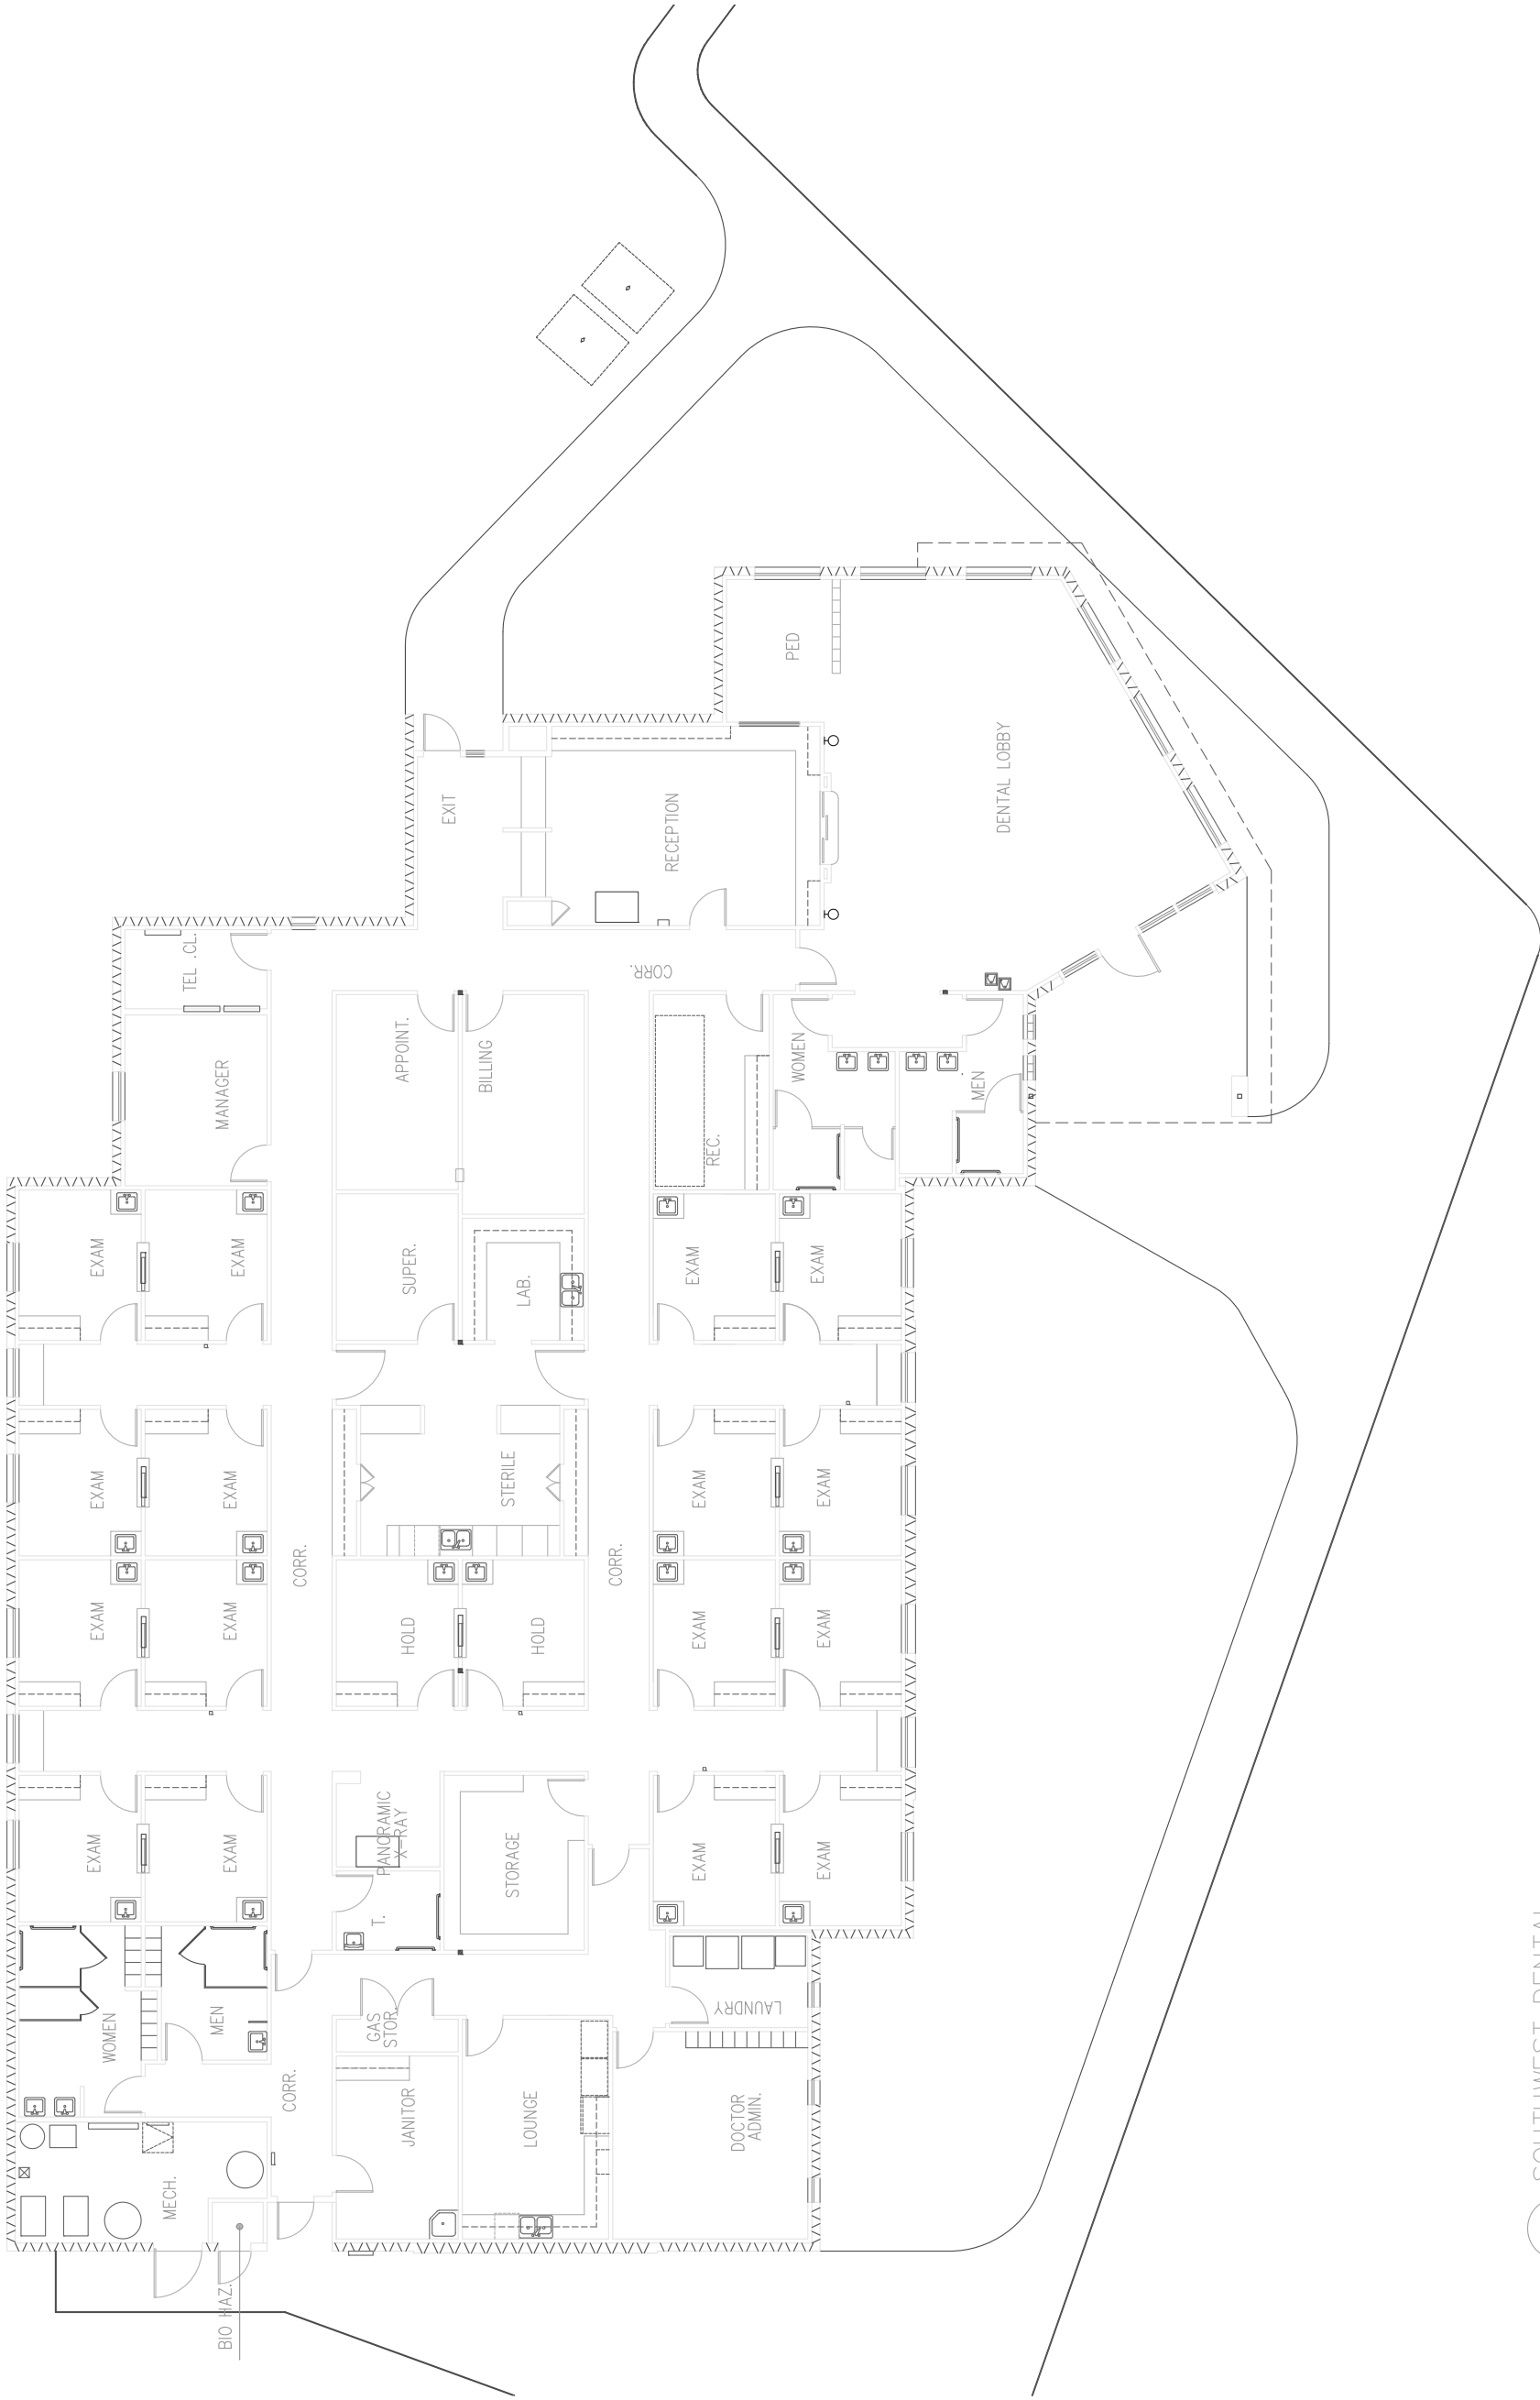 WOMEN
EXAM
EXAM
EXAM
EXAM
MECH.
TEL .CL.
BIO HAZ.
MEN
EXAM
EXAM
EXAM
EXAM
MANAGER
CORR.
CORR.
GAS
STOR.
T.
PANORAMIC
X-RAY
JANITOR
HOLD
SUPER.
APPOINT.
EXIT
LOUNGE
STORAGE
HOLD
STERILE
LAB.
BILLING
CORR.
CORR.
RECEPTION
EXAM
EXAM
EXAM
EXAM
REC.
DOCTOR
ADMIN.
LAUNDRY
EXAM
EXAM
EXAM
EXAM
WOMEN
PED
MEN
DENTAL LOBBY
SOUTHWEST DENTAL